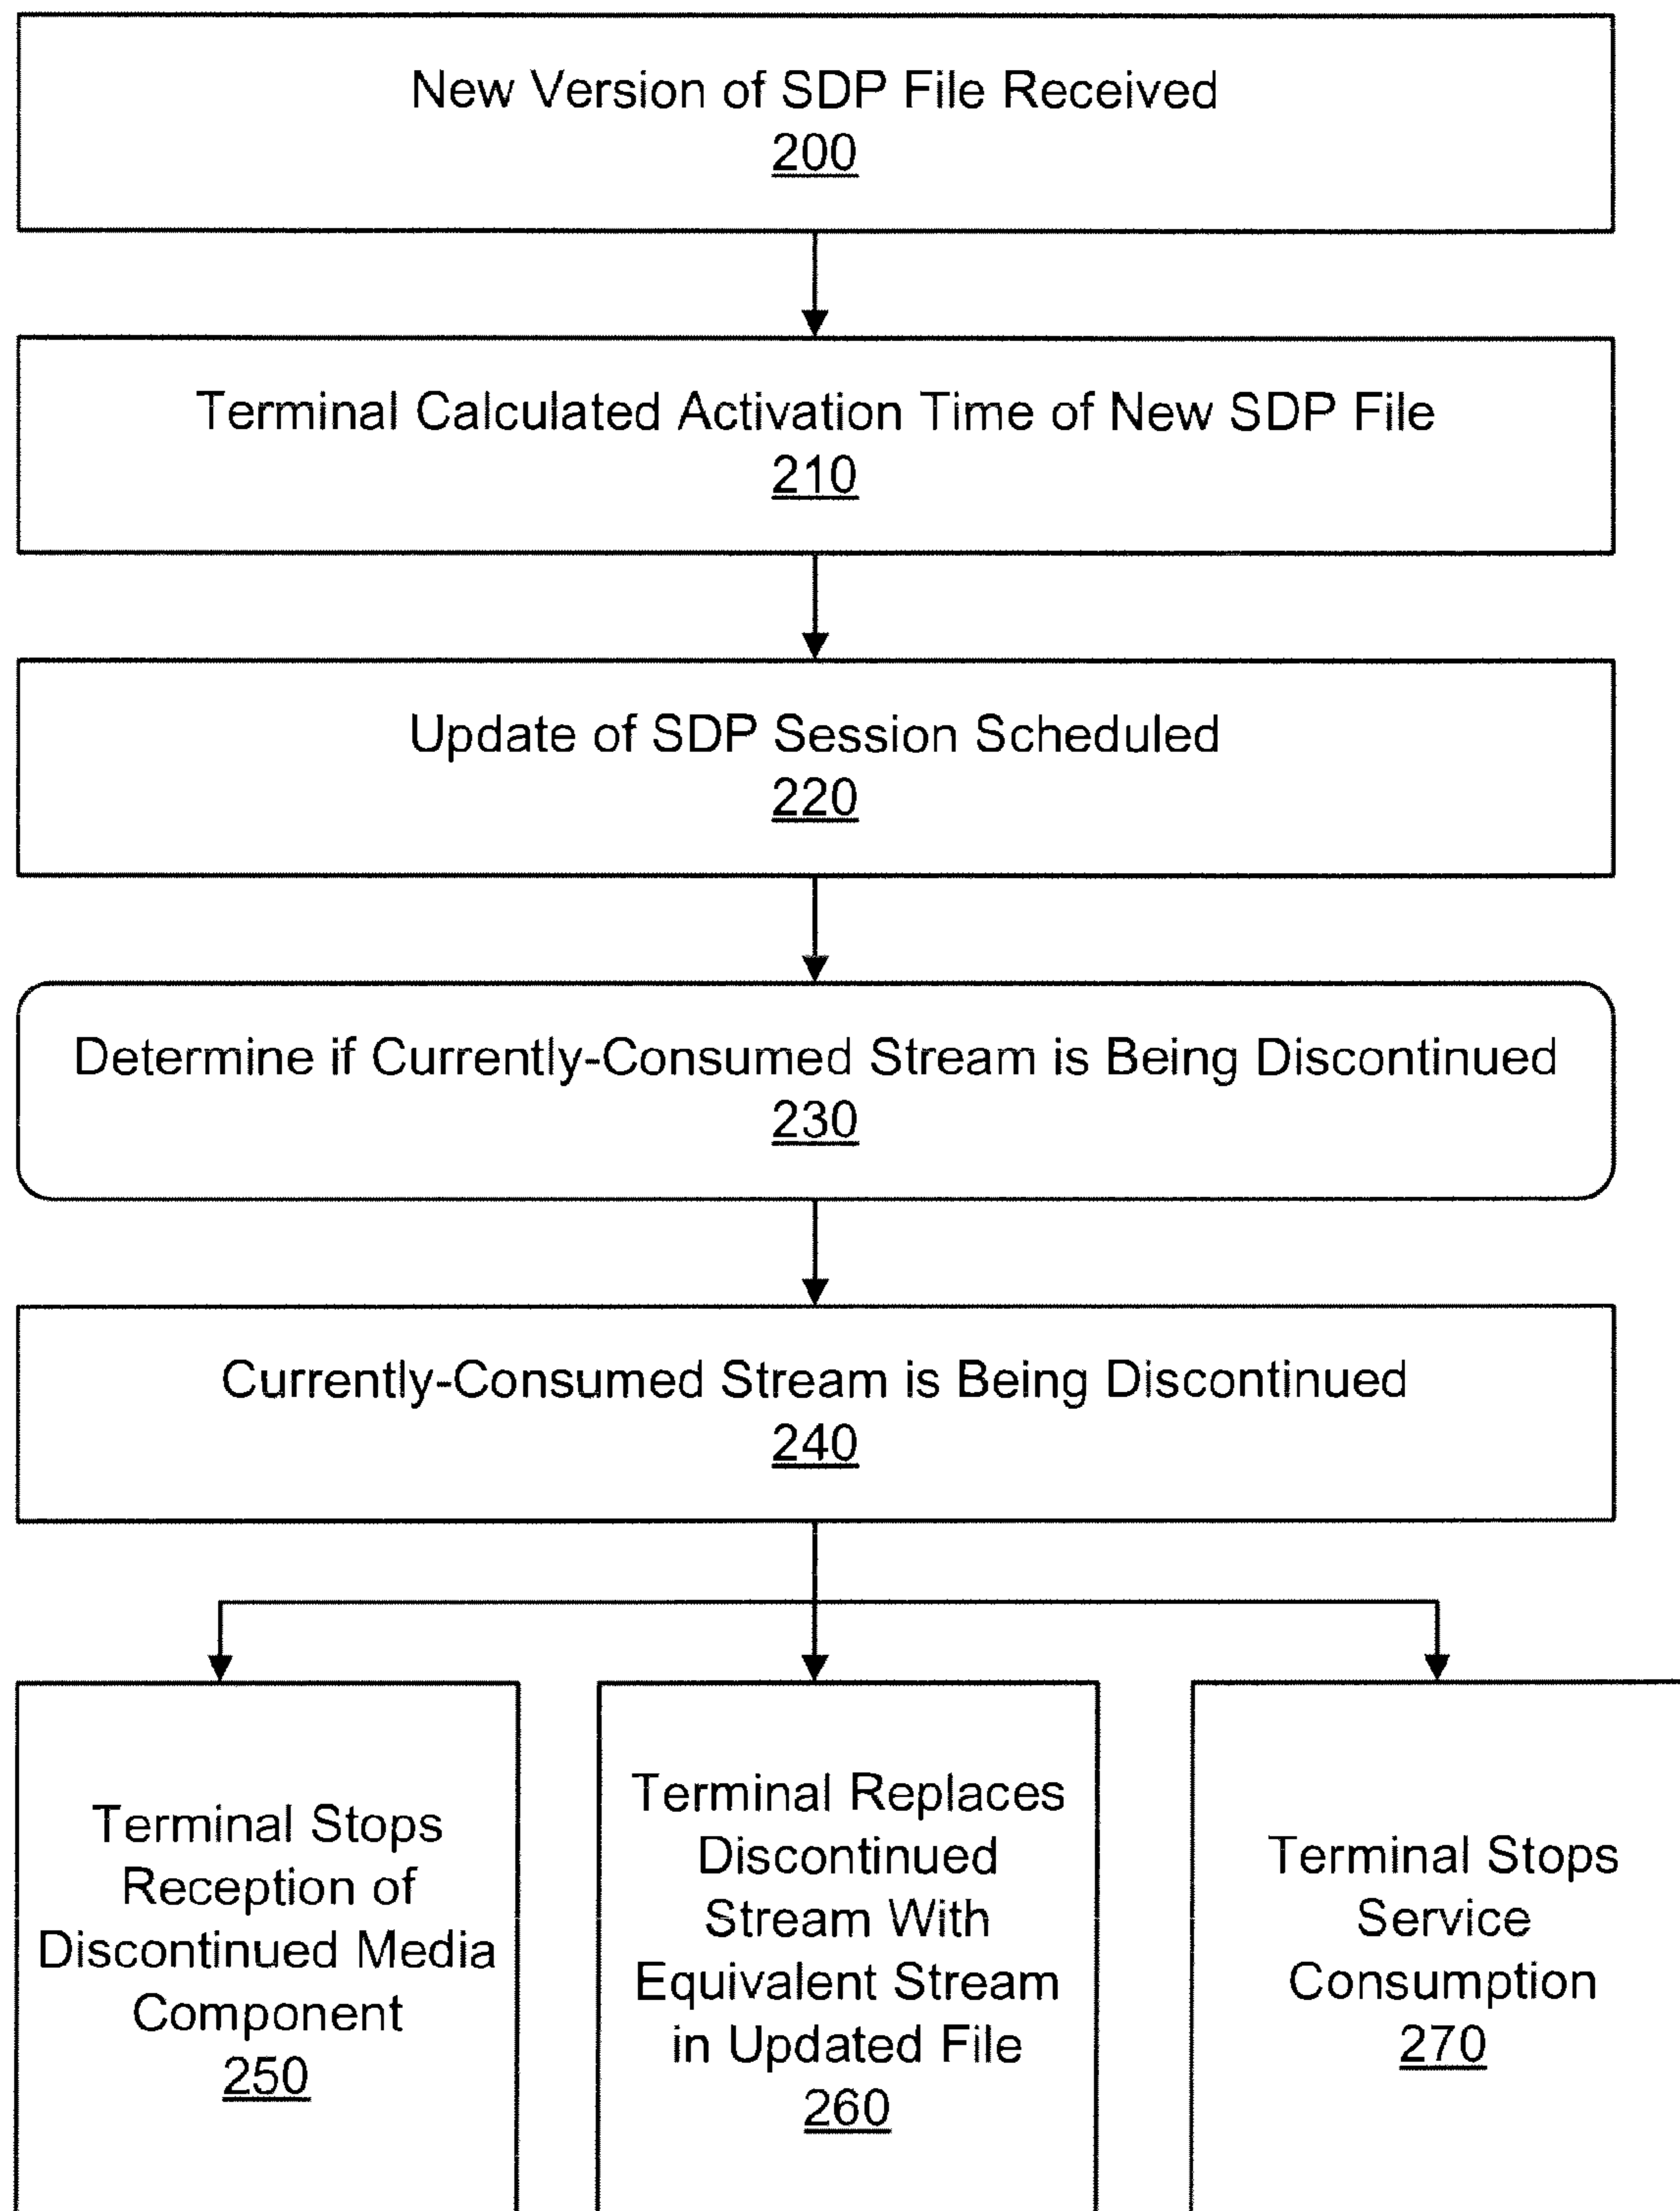 New Version of SDP File Received
200
Terminal Calculated Activation Time of New SDP File
210
Update of SDP Session Scheduled
220
Determine if Currently-Consumed Stream is Being Discontinued
230
Currently-Consumed Stream is Being Discontinued
240
Terminal Stops
Reception of
Discontinued Media
Component
250
Terminal Replaces
Discontinued
Stream With
Equivalent Stream
in Updated File
260
Terminal Stops
Service
Consumption
270